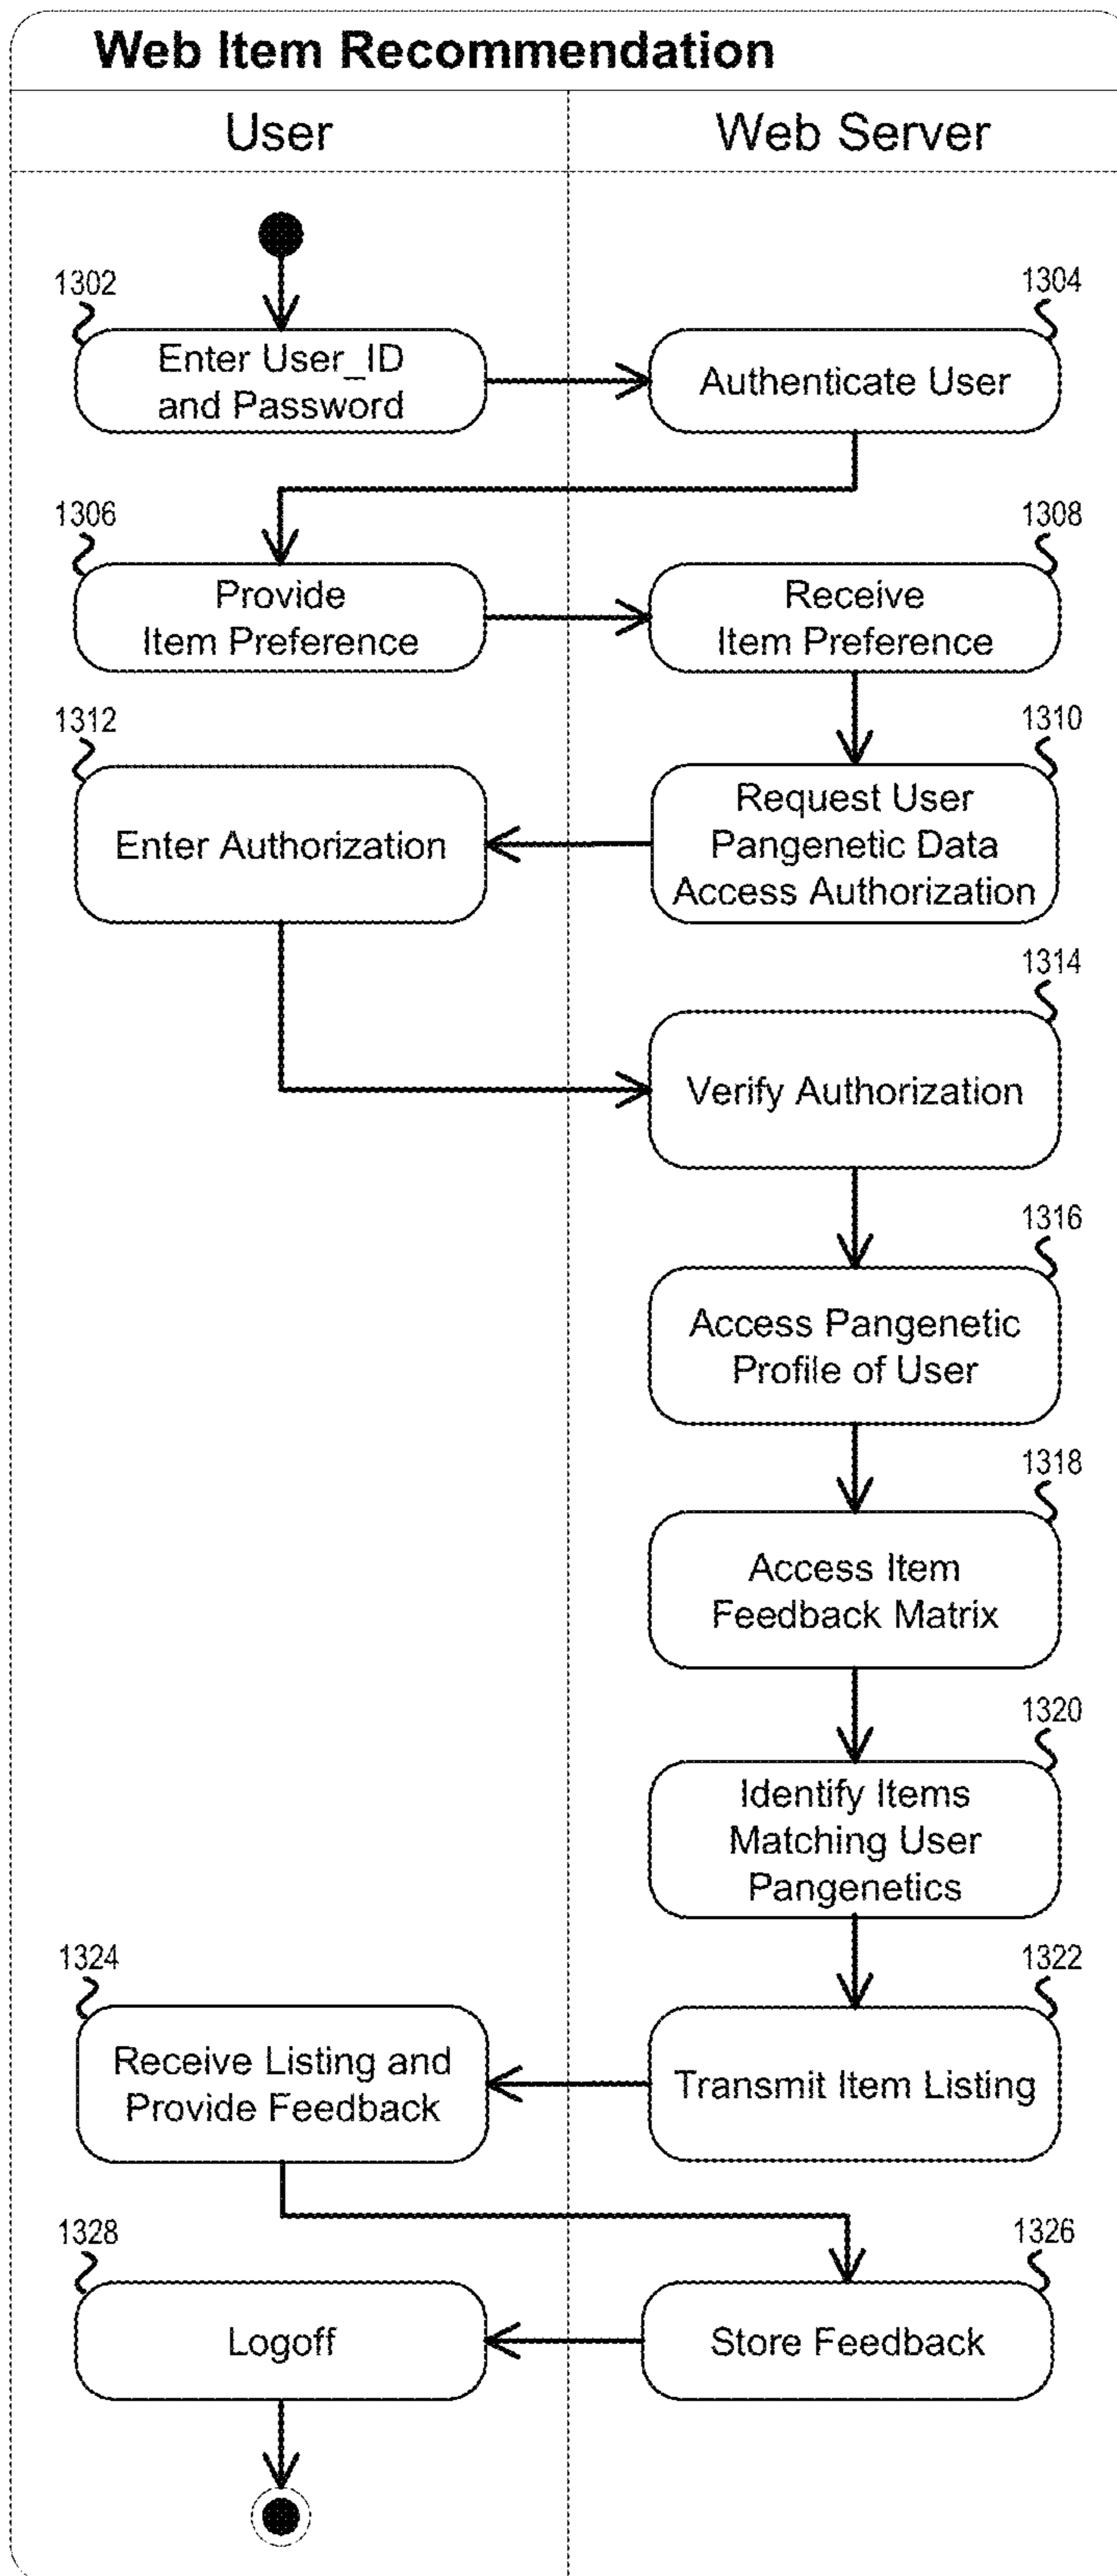 Web Item Recommendation
User
Web Server
1302
Enter User_ID
and Password
1304
Authenticate User
1306
Provide
Item Preference
1308
Receive
Item Preference
1312
Enter Authorization
1310
Request User
Pangenetic Data
Access Authorization
1314
Verify Authorization
1316
Access Pangenetic
Profile of User
1318
Access Item
Feedback Matrix
1320
Identify Items
Matching User
Pangenetics
1324
Receive Listing and
Provide Feedback
1322
Transmit Item Listing
1328
Logoff
1326
Store Feedback